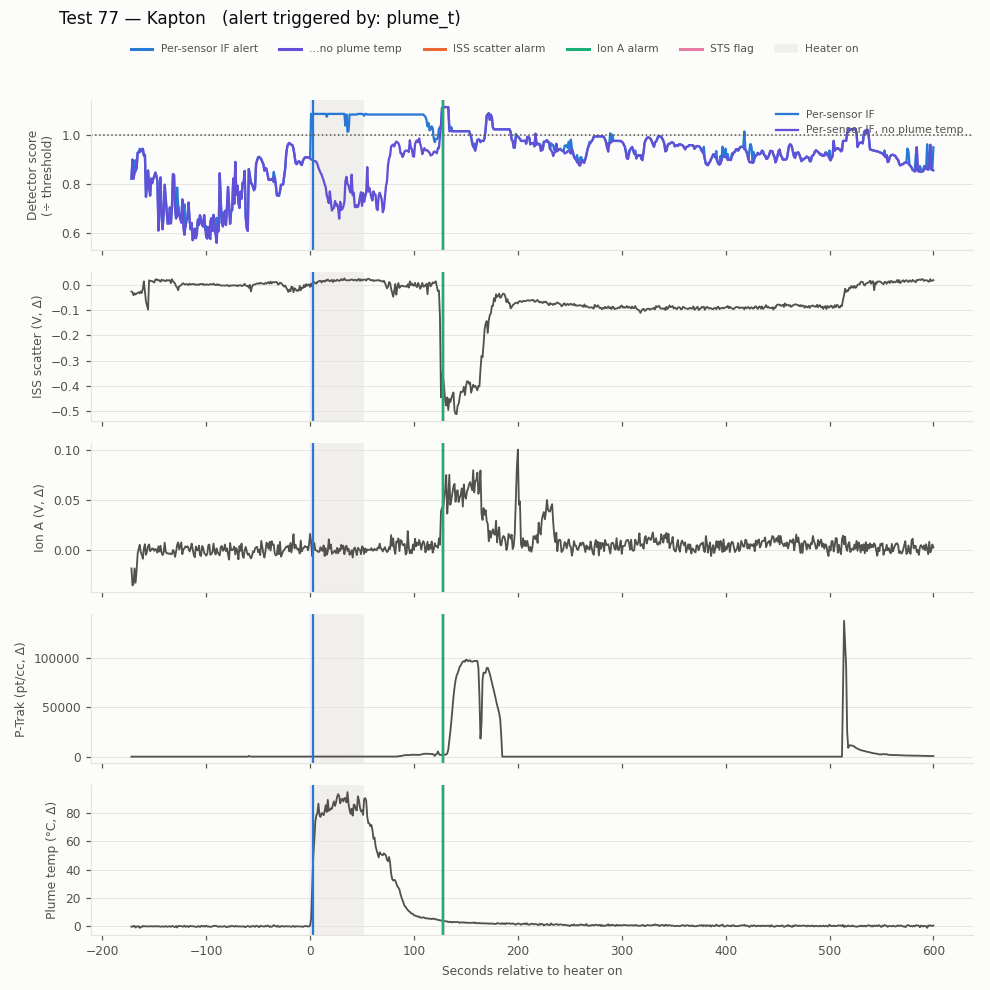 Test 77 — Kapton   (alert triggered by: plume_t)
Per-sensor IF alert
...no plume temp
ISS scatter alarm
Ion A alarm
STS flag
Heater on
Detector score
(÷ threshold)
1.0
0.8
0.6
Per-sensor IF
Per-sensor IF, no plume temp
ISS scatter (V, Δ)
0.0
−0.1
−0.2
−0.3
−0.4
−0.5
Ion A (V, Δ)
0.10
0.05
0.00
P-Trak (pt/cc, Δ)
100000
50000
0
Plume temp (°C, Δ)
80
60
40
20
0
−200
−100
0
100
200
300
400
500
600
Seconds relative to heater on